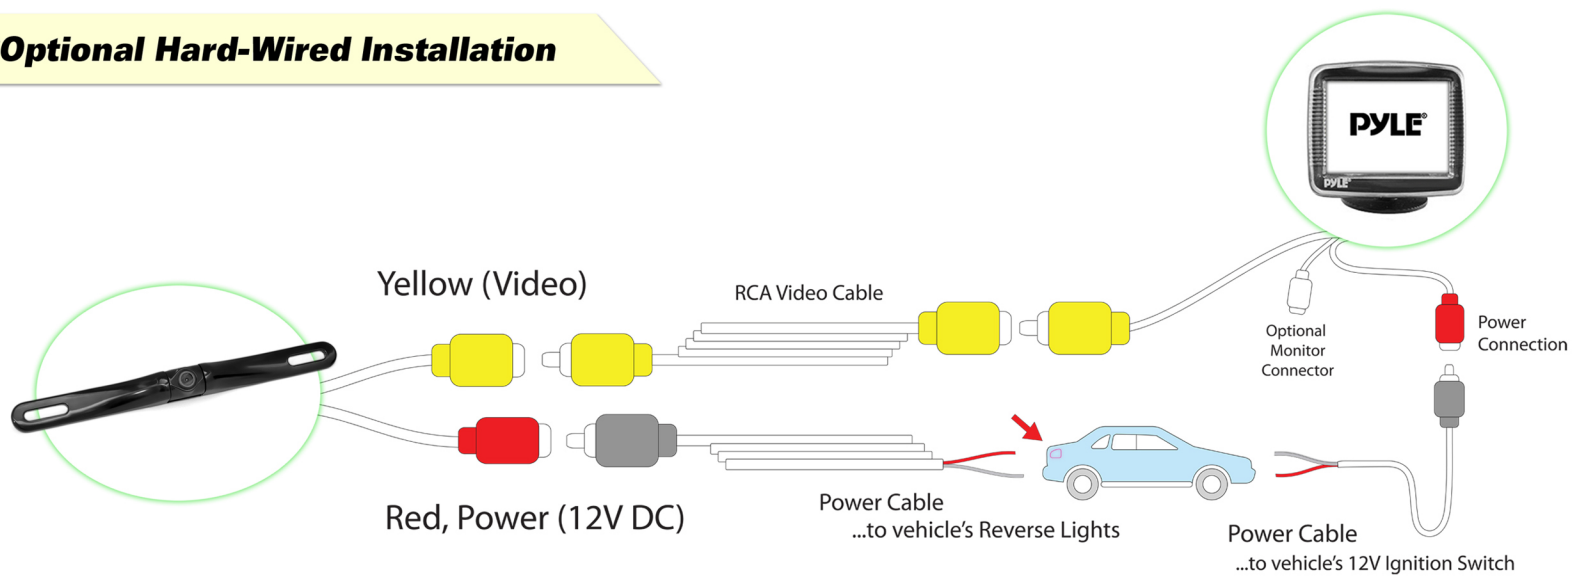 Optional Hard-Wired Installation
PYLE®
PYLE®
Yellow (Video)
RCA Video Cable
Optional
Monitor
Connector
Power
Connection
Red, Power (12V DC)
Power Cable
...to vehicle's Reverse Lights
Power Cable
...to vehicle's 12V Ignition Switch